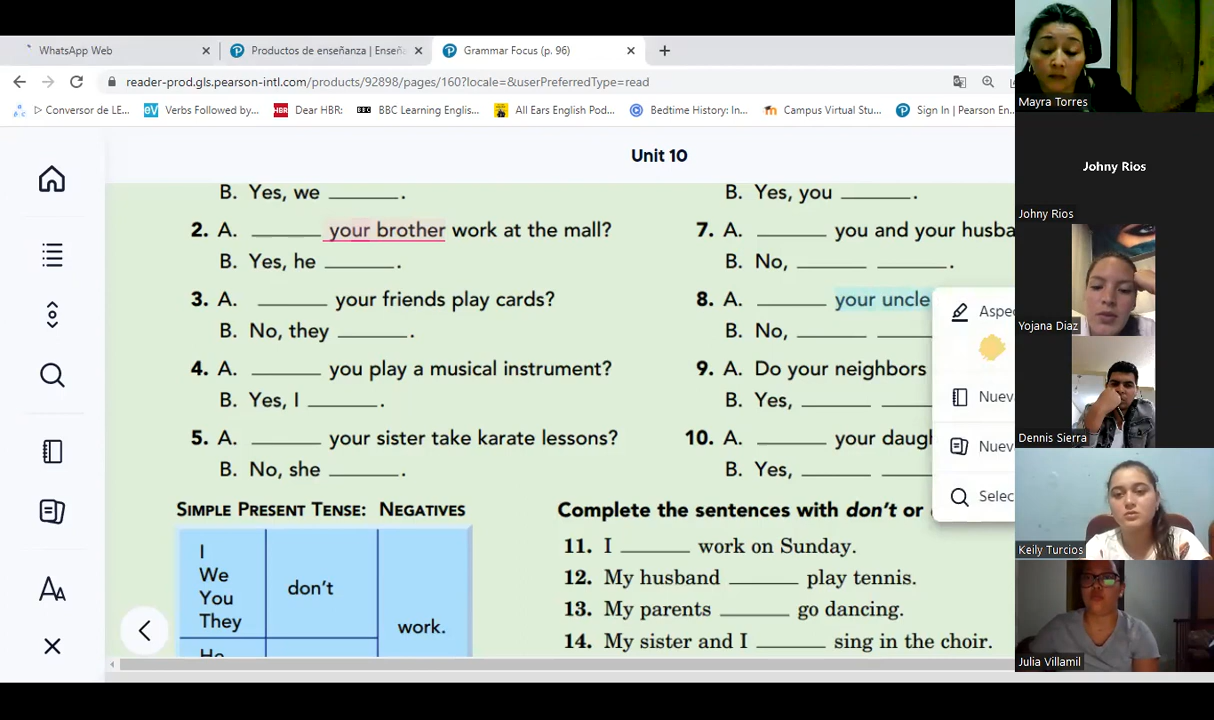 WhatsApp Web
Productos de enseñanza | Enseñ
Grammar Focus (p. 96)
reader-prod.gls.pearson-intl.com/products/92898/pages/160?locale=&userPreferredType=read
Conversor de LE...
Verbs Followed by...
Dear HBR:
BBC Learning Englis...
All Ears English Pod...
Bedtime History: In...
Campus Virtual Stu...
Sign In | Pearson En...
Unit 10
B. Yes, we ______.
2. A. ______ your brother work at the mall?
B. Yes, he ______.
3. A. ______ your friends play cards?
B. No, they ______.
4. A. ______ you play a musical instrument?
B. Yes, I ______.
5. A. ______ your sister take karate lessons?
B. No, she ______.
B. Yes, you ______.
7. A. ______ you and your husba
B. No, ______ ______.
8. A. ______ your uncle
B. No, ______
9. A. Do your neighbors
B. Yes, ______
10. A. ______ your daugh
B. Yes, ______
Aspe
Nuev
Nuev
Selec
SIMPLE PRESENT TENSE: NEGATIVES
I
We
You
They
He
don't
work.
Complete the sentences with don't or
11. I ______ work on Sunday.
12. My husband ______ play tennis.
13. My parents ______ go dancing.
14. My sister and I ______ sing in the choir.
Mayra Torres
Johny Rios
Johny Rios
Yojana Diaz
Dennis Sierra
Keily Turcios
Julia Villamil